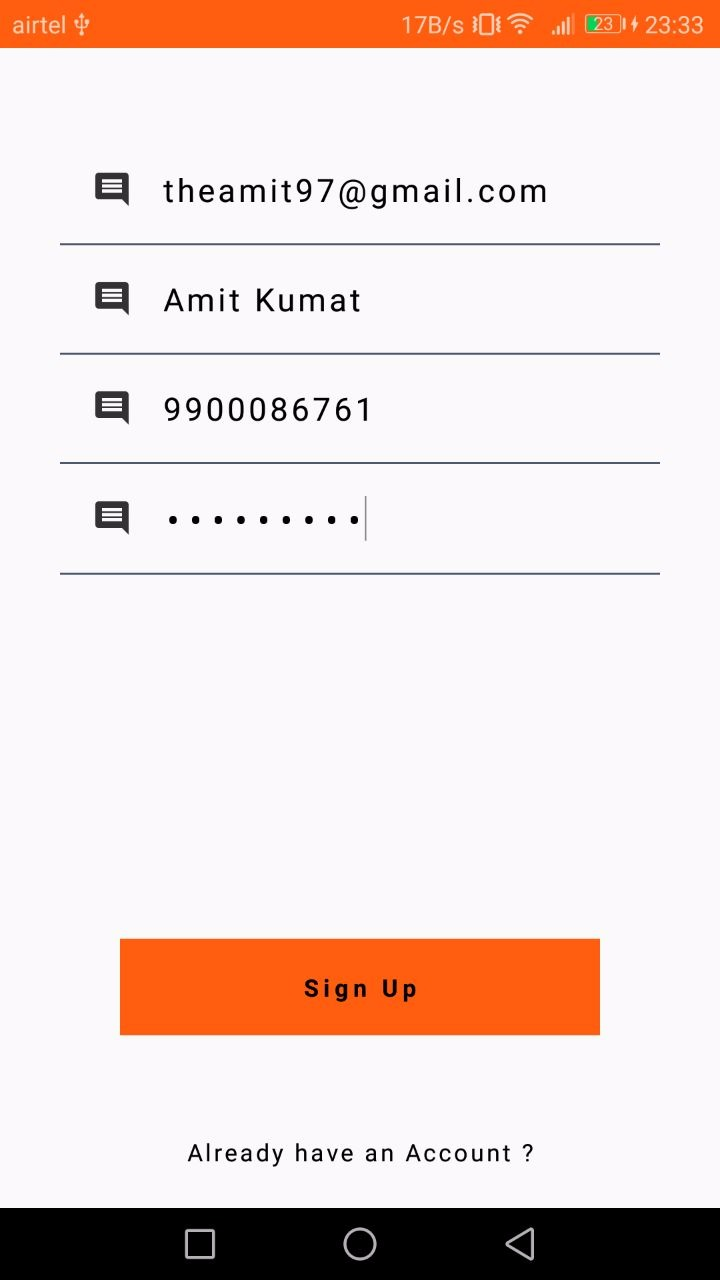 airtel 17B/s 23 23:33
theamit97@gmail.com
Amit Kumat
9900086761
•••••••••
Sign Up
Already have an Account ?